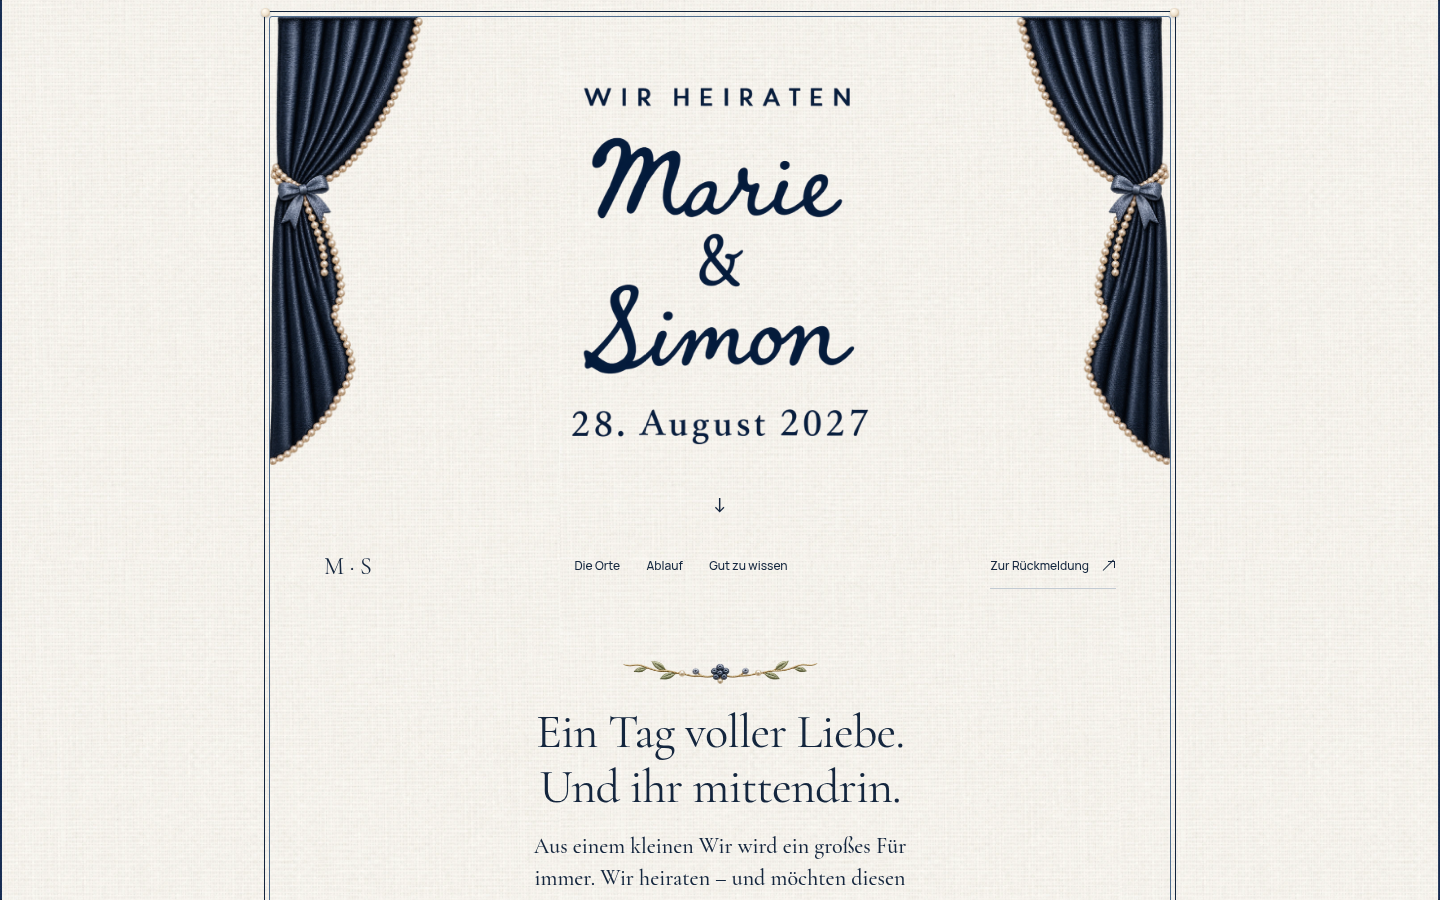 WIR HEIRATEN
Marie
&
Simon
28. August 2027
↓
M · S
Die Orte
Ablauf
Gut zu wissen
Zur Rückmeldung ↗
Ein Tag voller Liebe.
Und ihr mittendrin.
Aus einem kleinen Wir wird ein großes Für
immer. Wir heiraten – und möchten diesen